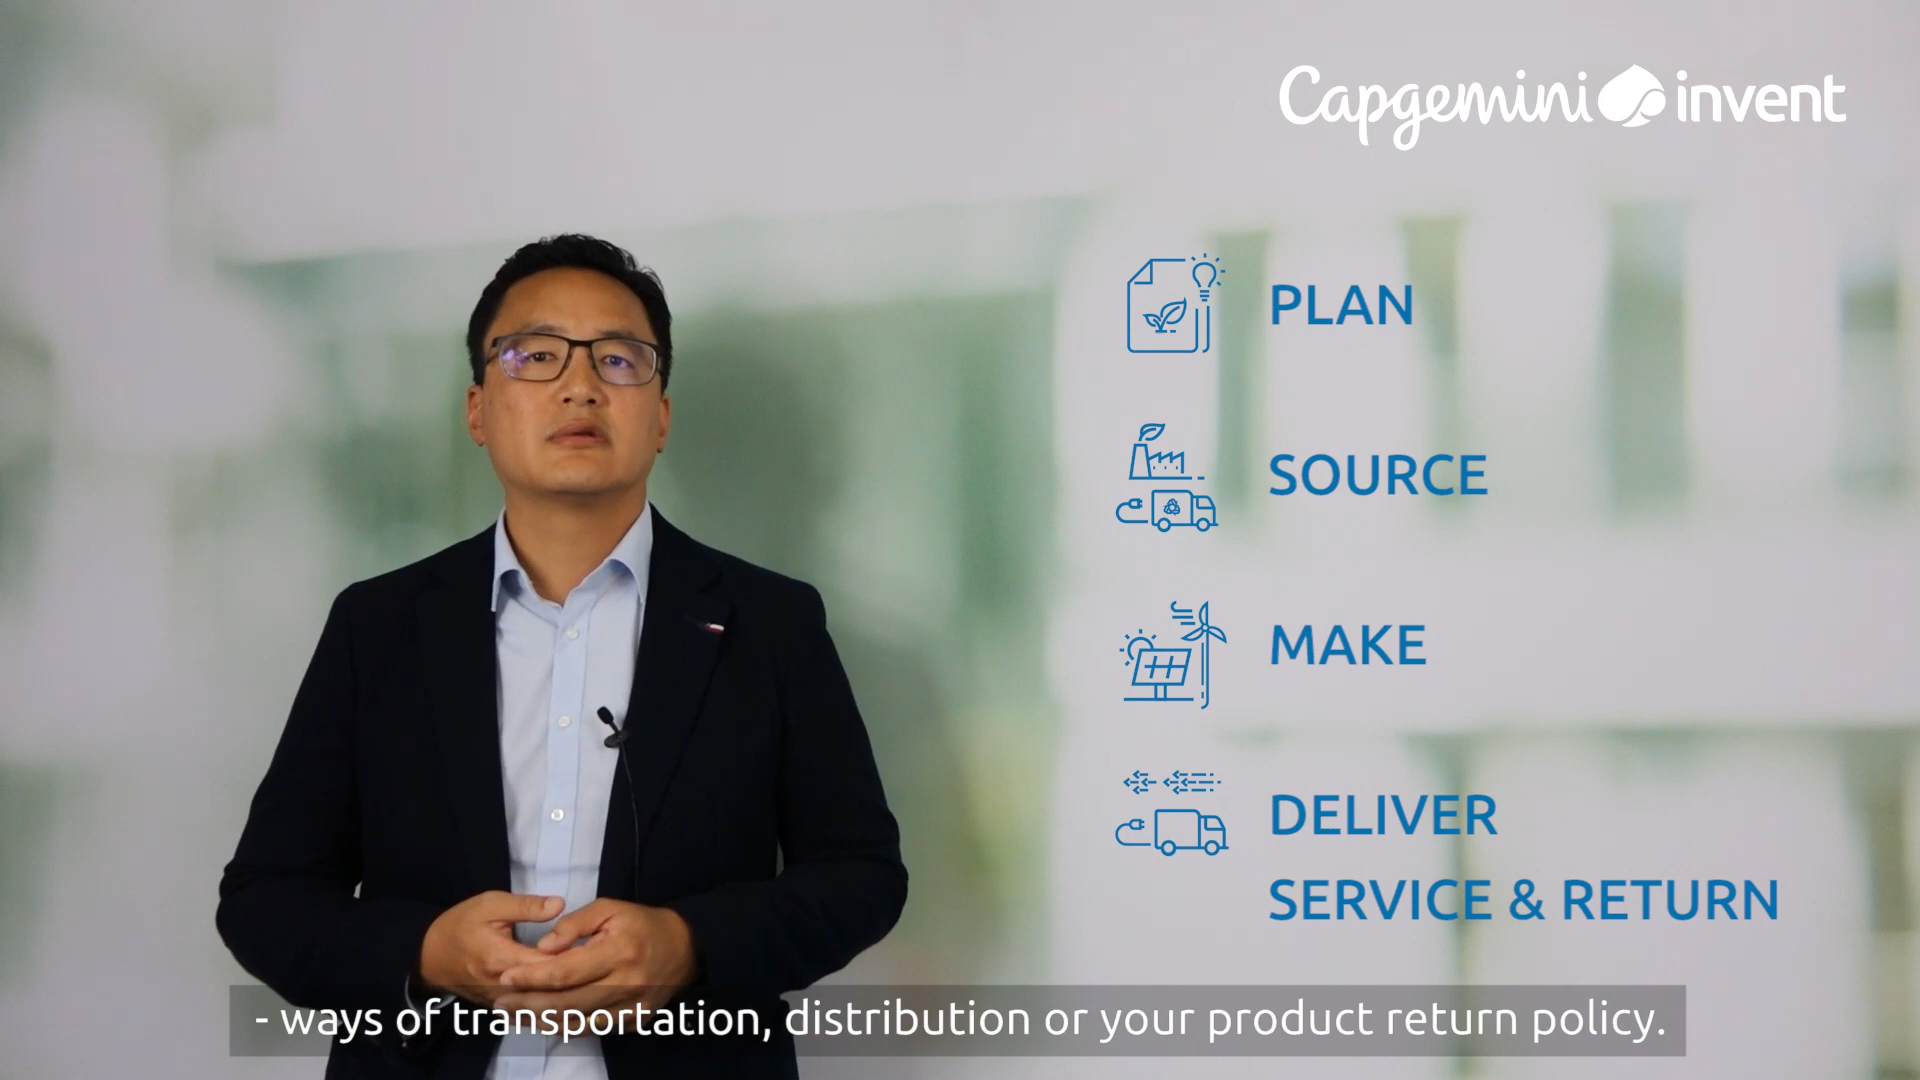 Capgemini invent
PLAN
SOURCE
MAKE
DELIVER
SERVICE & RETURN
- ways of transportation, distribution or your product return policy.